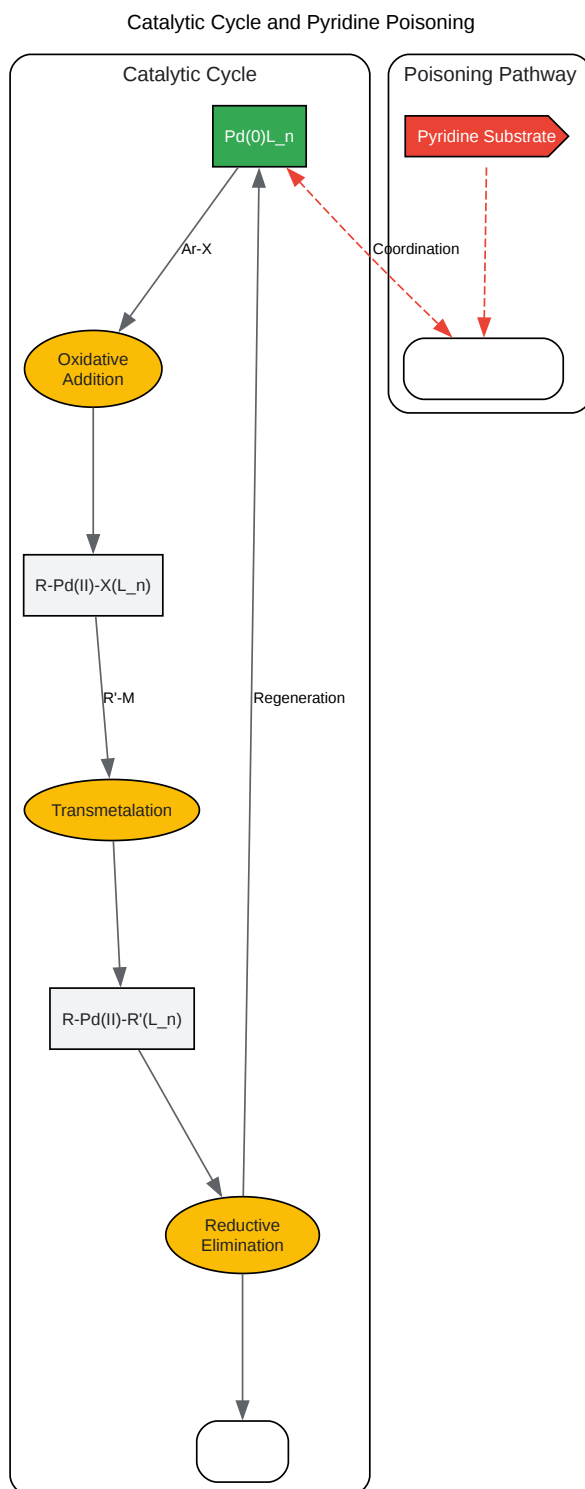 Catalytic Cycle and Pyridine Poisoning
Catalytic Cycle
Poisoning Pathway
Pd(0)L_n
Pyridine Substrate
Ar-X
Coordination
Oxidative
Addition
R-Pd(II)-X(L_n)
R'-M
Regeneration
Transmetalation
R-Pd(II)-R'(L_n)
Reductive
Elimination